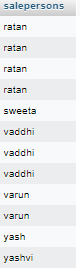 salepersons
ratan
ratan
ratan
ratan
sweeta
vaddhi
vaddhi
vaddhi
varun
varun
yash
yashvi